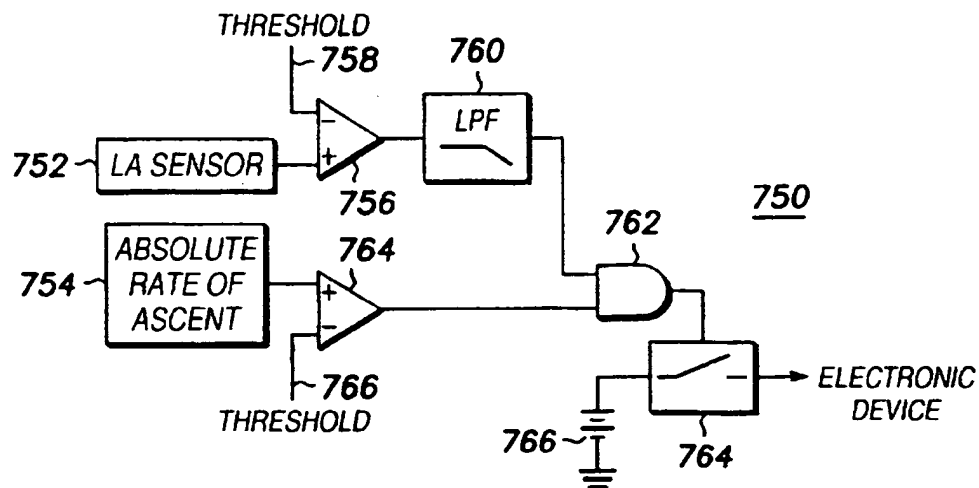 THRESHOLD
758
760
LPF
752
LA SENSOR
756
750
762
764
754
ABSOLUTE
RATE OF
ASCENT
766
THRESHOLD
766
764
ELECTRONIC
DEVICE